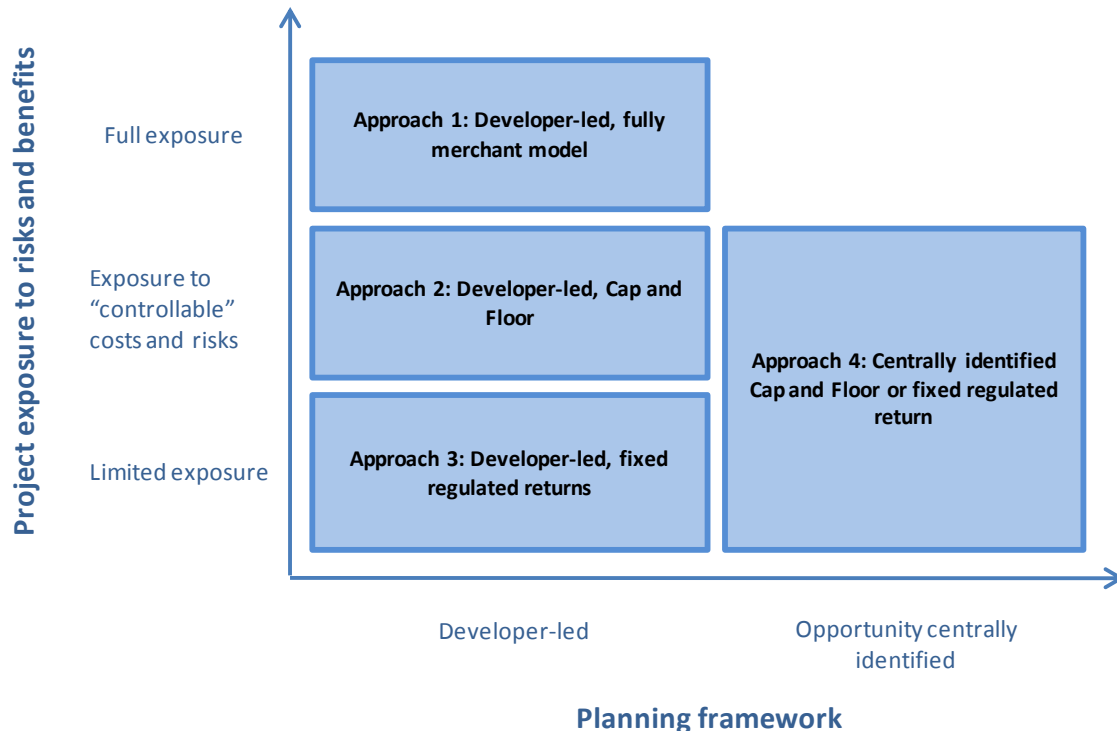 Project exposure to risks and benefits
Full exposure
Approach 1: Developer-led, fully
merchant model
Exposure to
“controllable”
costs and risks
Approach 2: Developer-led, Cap and
Floor
Approach 4: Centrally identified
Cap and Floor or fixed regulated
return
Limited exposure
Approach 3: Developer-led, fixed
regulated returns
Developer-led
Opportunity centrally
identified
Planning framework